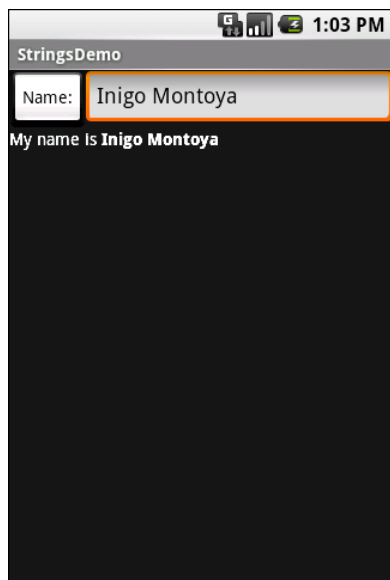 G
1:03 PM
StringsDemo
Name:
Inigo Montoya
My name is Inigo Montoya